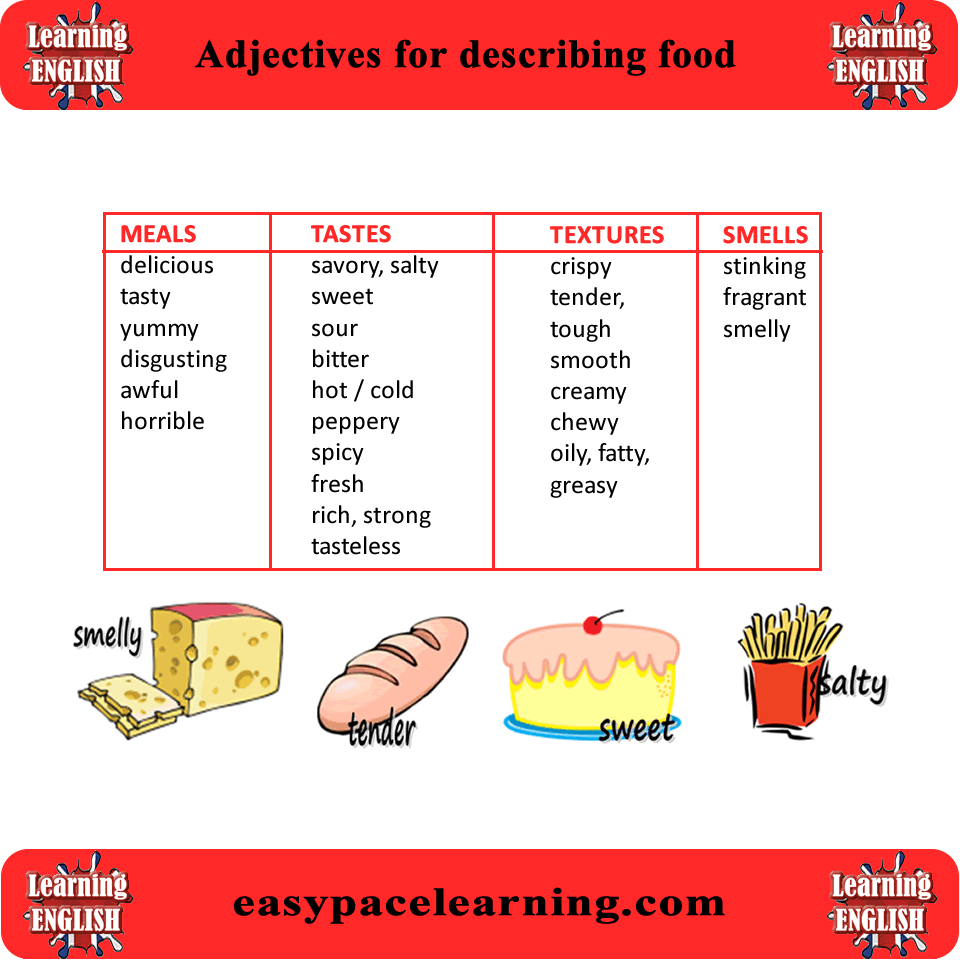 Learning
ENGLISH
Adjectives for describing food
Learning
ENGLISH
MEALS
delicious
tasty
yummy
disgusting
awful
horrible
TASTES
savory, salty
sweet
sour
bitter
hot / cold
peppery
spicy
fresh
rich, strong
tasteless
TEXTURES
crispy
tender,
tough
smooth
creamy
chewy
oily, fatty,
greasy
SMELLS
stinking
fragrant
smelly
smelly
tender
sweet
salty
Learning
ENGLISH
easypacelearning.com
Learning
ENGLISH